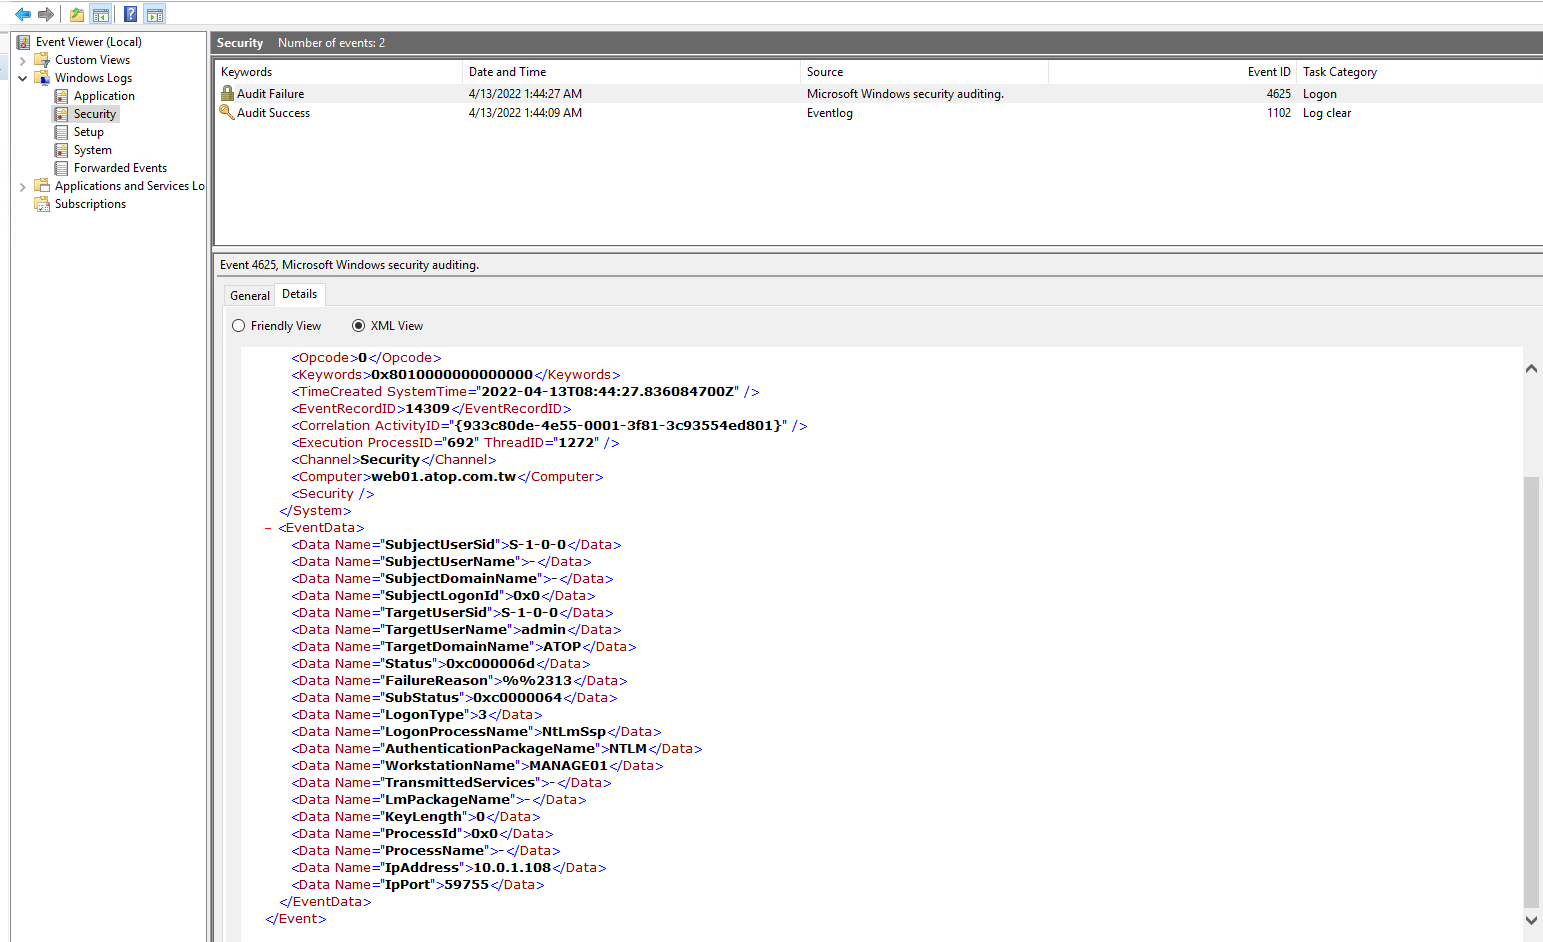 Event Viewer (Local)
Custom Views
Windows Logs
Application
Security
Setup
System
Forwarded Events
Applications and Services Lo
Subscriptions
Security Number of events: 2
Keywords Date and Time Source Event ID Task Category
Audit Failure 4/13/2022 1:44:27 AM Microsoft Windows security auditing. 4625 Logon
Audit Success 4/13/2022 1:44:09 AM Eventlog 1102 Log clear
Event 4625, Microsoft Windows security auditing.
General Details
Friendly View XML View
<Opcode>0</Opcode>
<Keywords>0x8010000000000000</Keywords>
<TimeCreated SystemTime="2022-04-13T08:44:27.836084700Z" />
<EventRecordID>14309</EventRecordID>
<Correlation ActivityID="{933c80de-4e55-0001-3f81-3c93554ed801}" />
<Execution ProcessID="692" ThreadID="1272" />
<Channel>Security</Channel>
<Computer>web01.atop.com.tw</Computer>
<Security />
</System>
- <EventData>
<Data Name="SubjectUserSid">S-1-0-0</Data>
<Data Name="SubjectUserName">-</Data>
<Data Name="SubjectDomainName">-</Data>
<Data Name="SubjectLogonId">0x0</Data>
<Data Name="TargetUserSid">S-1-0-0</Data>
<Data Name="TargetUserName">admin</Data>
<Data Name="TargetDomainName">ATOP</Data>
<Data Name="Status">0xc000006d</Data>
<Data Name="FailureReason">%%2313</Data>
<Data Name="SubStatus">0xc0000064</Data>
<Data Name="LogonType">3</Data>
<Data Name="LogonProcessName">NtLmSsp</Data>
<Data Name="AuthenticationPackageName">NTLM</Data>
<Data Name="WorkstationName">MANAGE01</Data>
<Data Name="TransmittedServices">-</Data>
<Data Name="LmPackageName">-</Data>
<Data Name="KeyLength">0</Data>
<Data Name="ProcessId">0x0</Data>
<Data Name="ProcessName">-</Data>
<Data Name="IpAddress">10.0.1.108</Data>
<Data Name="IpPort">59755</Data>
</EventData>
</Event>